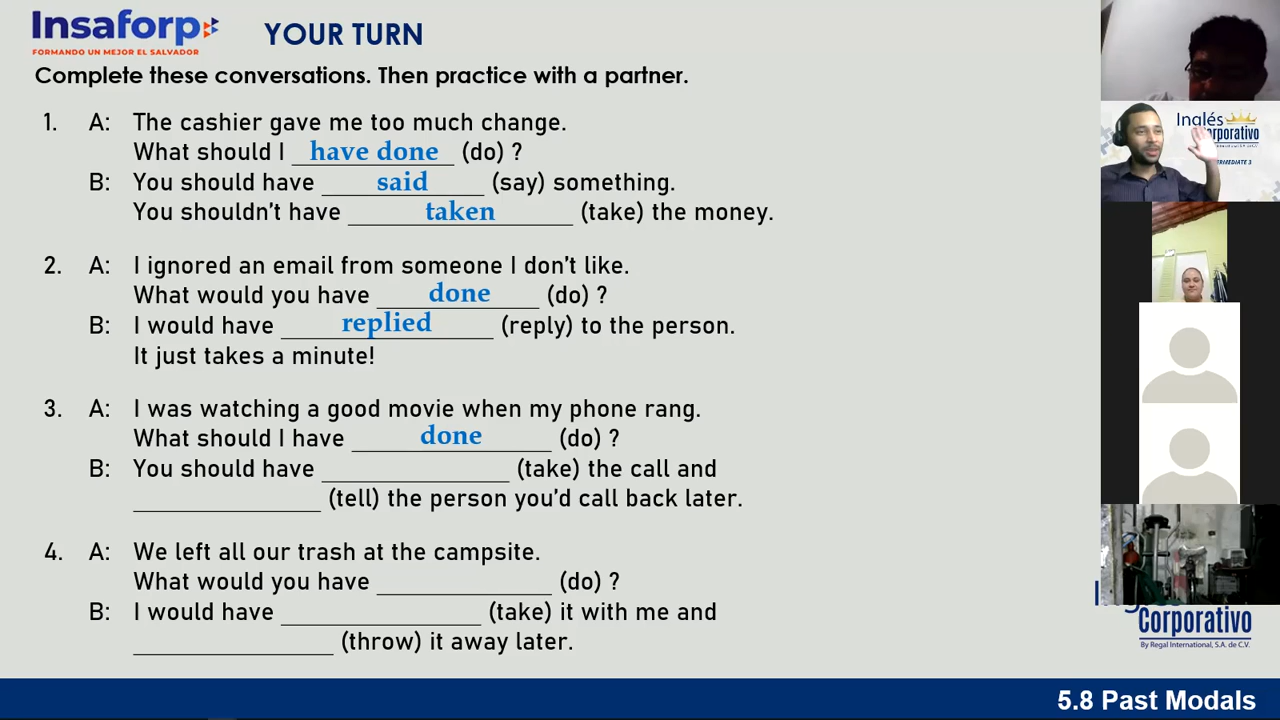 Insaforp
FORMANDO UN MEJOR EL SALVADOR
YOUR TURN
Complete these conversations. Then practice with a partner.
1. A: The cashier gave me too much change.
What should I have done (do) ?
B: You should have said (say) something.
You shouldn't have taken (take) the money.
2. A: I ignored an email from someone I don't like.
What would you have done (do) ?
B: I would have replied (reply) to the person.
It just takes a minute!
3. A: I was watching a good movie when my phone rang.
What should I have done (do) ?
B: You should have ____ (take) the call and
____ (tell) the person you'd call back later.
4. A: We left all our trash at the campsite.
What would you have ____ (do) ?
B: I would have ____ (take) it with me and
____ (throw) it away later.
Inglés
Corporativo
By Regal International, S.A. de C.V.
5.8 Past Modals